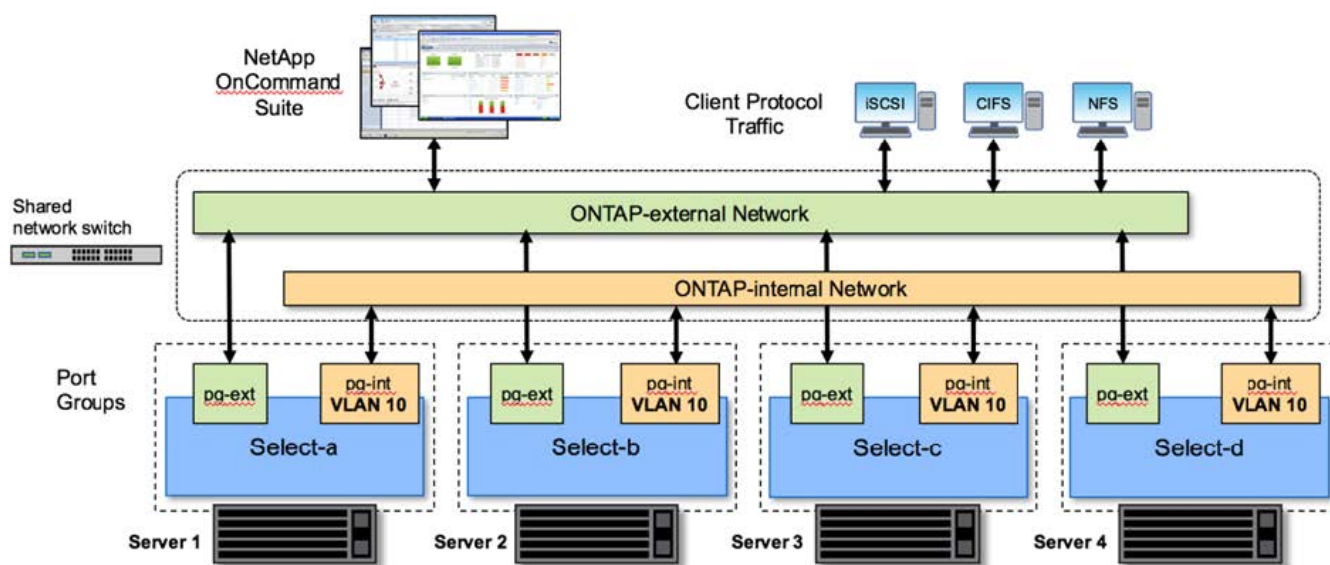 NetApp
OnCommand
Suite
Client Protocol
Traffic
iSCSI
CIFS
NFS
Shared
network switch
ONTAP-external Network
ONTAP-internal Network
Port
Groups
pg-ext
pg-int
VLAN 10
Select-a
pg-ext
pg-int
VLAN 10
Select-b
pg-ext
pg-int
VLAN 10
Select-c
pg-ext
pg-int
VLAN 10
Select-d
Server 1
Server 2
Server 3
Server 4